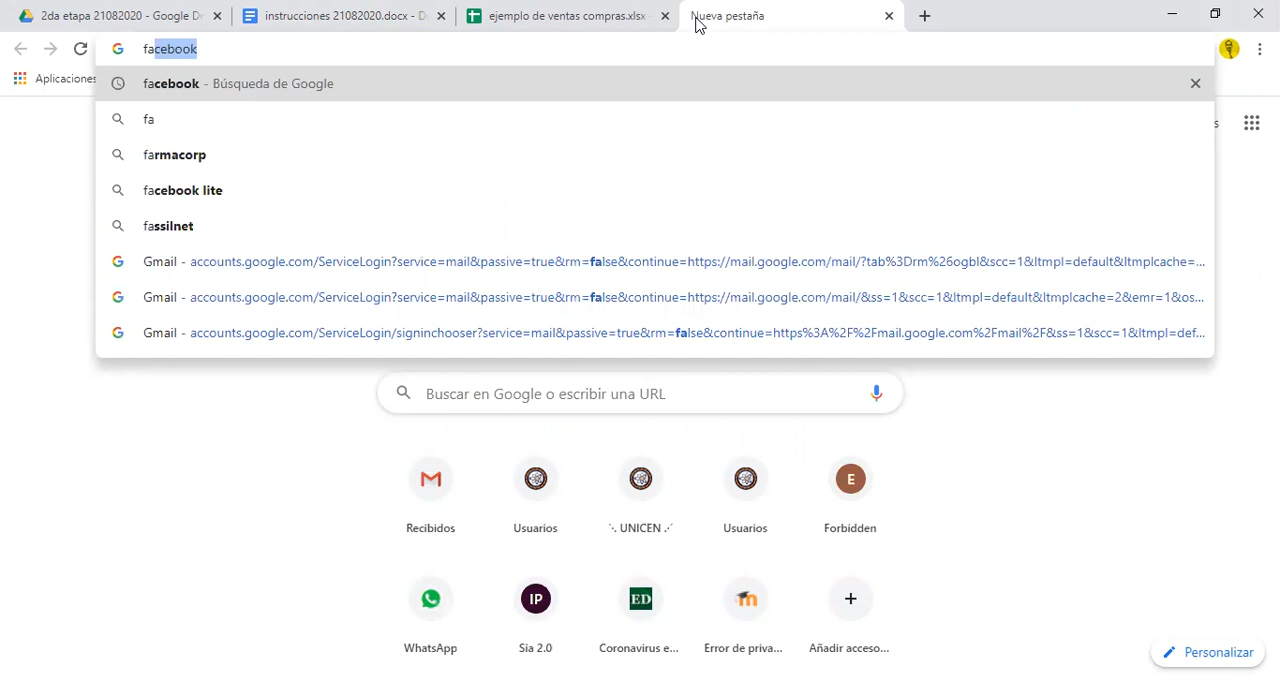 2da etapa 21082020 - Google Dr
instrucciones 21082020.docx - D
ejemplo de ventas compras.xlsx -
Nueva pestaña
facebook
Aplicaciones
facebook - Búsqueda de Google
s
fa
farmacorp
facebook lite
fassilnet
Gmail - accounts.google.com/ServiceLogin?service=mail&passive=true&rm=false&continue=https://mail.google.com/mail/?tab%3Drm%26ogbl&scc=1&ltmpl=default&ltmplcache=...
Gmail - accounts.google.com/ServiceLogin?service=mail&passive=true&rm=false&continue=https://mail.google.com/mail/&ss=1&scc=1&ltmpl=default&ltmplcache=2&emr=1&os...
Gmail - accounts.google.com/ServiceLogin/signinchooser?service=mail&passive=true&rm=false&continue=https%3A%2F%2Fmail.google.com%2Fmail%2F&ss=1&scc=1&ltmpl=def...
Buscar en Google o escribir una URL
E
Recibidos
Usuarios
⋱ UNICEN ⋰
Usuarios
Forbidden
IP
ED
WhatsApp
Sia 2.0
Coronavirus e...
Error de priva...
Añadir acceso...
Personalizar